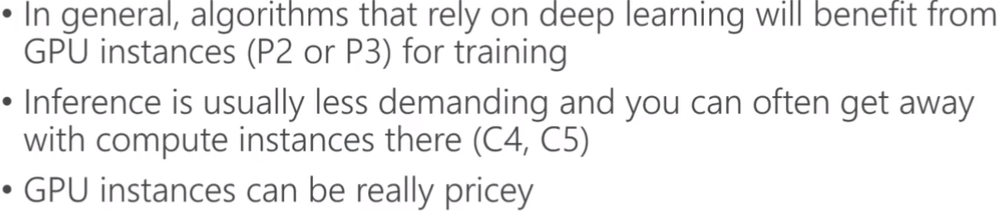 • In general, algorithms that rely on deep learning will benefit from
GPU instances (P2 or P3) for training
• Inference is usually less demanding and you can often get away
with compute instances there (C4, C5)
• GPU instances can be really pricey